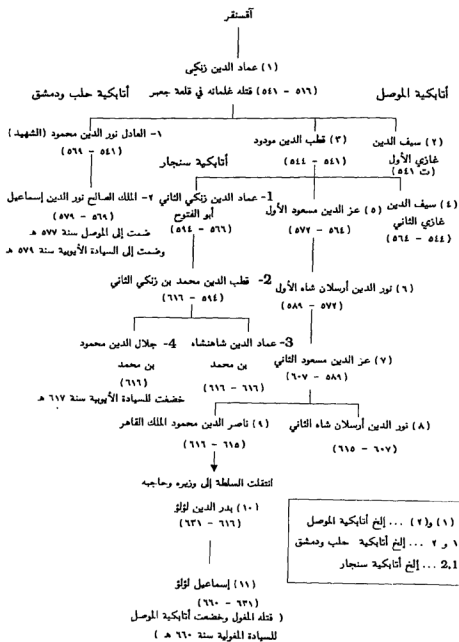 آقسنقر
(١) عماد الدين زنكي
(٥١٦ - ٥٤١) قتله غلمانه في قلعة جعبر
أتابكية الموصل
أتابكية حلب ودمشق
(٢) سيف الدين
غازي الأول
(ت ٥٤١)
(٣) قطب الدين مودود
(٥٤١ - ٥٤٤)
١- العادل نور الدين محمود (الشهيد)
(٥٤١ - ٥٦٩)
أتابكية سنجار
(٤) سيف الدين
غازي الثاني
(٥٤٤ - ٥٦٤)
(٥) عز الدين مسعود الأول
(٥٦٤ - ٥٧٢)
1- عماد الدين زنكي الثاني
أبو الفتوح
(٥٦٦ - ٥٩٤)
٢- الملك الصالح نور الدين إسماعيل
(٥٦٩ - ٥٧٩)
ضمت إلى الموصل سنة ٥٧٧ هـ
وضمت إلى السيادة الأيوبية سنة ٥٧٩ هـ
(٦) نور الدين أرسلان شاه الأول
(٥٧٢ - ٥٨٩)
2- قطب الدين محمد بن زنكي الثاني
(٥٩٤ - ٦١٦)
(٧) عز الدين مسعود الثاني
(٥٨٩ - ٦٠٧)
3- عماد الدين شاهنشاه
بن محمد
(٦١٦ - ٦١٦)
4- جلال الدين محمود
بن محمد
(٦١٦)
خضعت للسيادة الأيوبية سنة ٦١٧ هـ
(٨) نور الدين أرسلان شاه الثاني
(٦٠٧ - ٦١٥)
(٩) ناصر الدين محمود الملك القاهر
(٦١٥ - ٦١٦)
انتقلت السلطة إلى وزيره وحاجبه
(١٠) بدر الدين لؤلؤ
(٦١٦ - ٦٣١)
(١١) إسماعيل لؤلؤ
(٦٣١ - ٦٦٠)
( قتله المغول وخضعت أتابكية الموصل
للسيادة المغولية سنة ٦٦٠ هـ )
(١) و(٢) ... إلخ أتابكية الموصل
١ و ٢ ... إلخ أتابكية حلب ودمشق
2,1 ... إلخ أتابكية سنجار